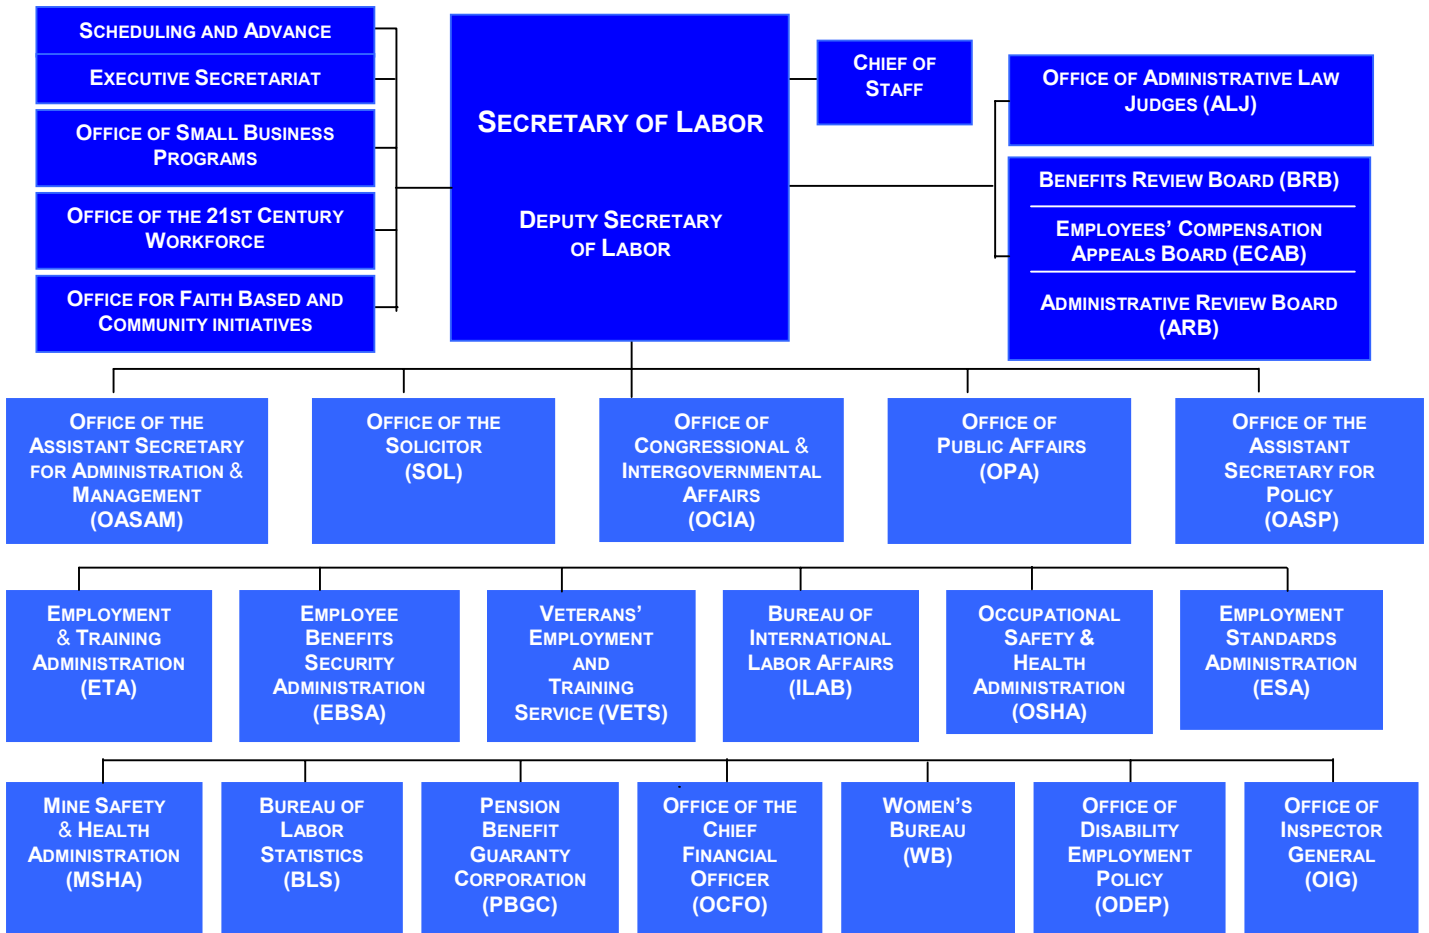 SCHEDULING AND ADVANCE
EXECUTIVE SECRETARIAT
OFFICE OF SMALL BUSINESS
PROGRAMS
OFFICE OF THE 21ST CENTURY
WORKFORCE
OFFICE FOR FAITH BASED AND
COMMUNITY INITIATIVES
SECRETARY OF LABOR
DEPUTY SECRETARY
OF LABOR
CHIEF OF
STAFF
OFFICE OF ADMINISTRATIVE LAW
JUDGES (ALJ)
BENEFITS REVIEW BOARD (BRB)
EMPLOYEES' COMPENSATION
APPEALS BOARD (ECAB)
ADMINISTRATIVE REVIEW BOARD
(ARB)
OFFICE OF THE
ASSISTANT SECRETARY
FOR ADMINISTRATION &
MANAGEMENT
(OASAM)
OFFICE OF THE
SOLICITOR
(SOL)
OFFICE OF
CONGRESSIONAL &
INTERGOVERNMENTAL
AFFAIRS
(OCIA)
OFFICE OF
PUBLIC AFFAIRS
(OPA)
OFFICE OF THE
ASSISTANT
SECRETARY FOR
POLICY
(OASP)
EMPLOYMENT
& TRAINING
ADMINISTRATION
(ETA)
EMPLOYEE
BENEFITS
SECURITY
ADMINISTRATION
(EBSA)
VETERANS'
EMPLOYMENT
AND
TRAINING
SERVICE (VETS)
BUREAU OF
INTERNATIONAL
LABOR AFFAIRS
(ILAB)
OCCUPATIONAL
SAFETY &
HEALTH
ADMINISTRATION
(OSHA)
EMPLOYMENT
STANDARDS
ADMINISTRATION
(ESA)
MINE SAFETY
& HEALTH
ADMINISTRATION
(MSHA)
BUREAU OF
LABOR
STATISTICS
(BLS)
PENSION
BENEFIT
GUARANTY
CORPORATION
(PBGC)
OFFICE OF THE
CHIEF
FINANCIAL
OFFICER
(OCFO)
WOMEN'S
BUREAU
(WB)
OFFICE OF
DISABILITY
EMPLOYMENT
POLICY
(ODEP)
OFFICE OF
INSPECTOR
GENERAL
(OIG)